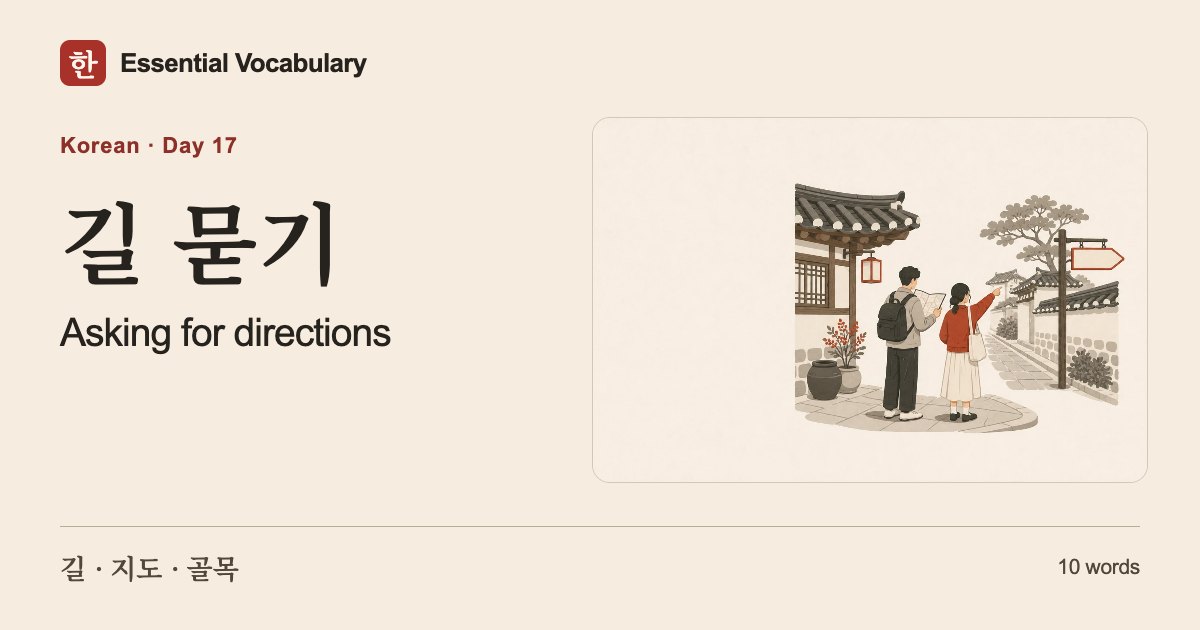 한 Essential Vocabulary
Korean · Day 17
길 묻기
Asking for directions
길 · 지도 · 골목
10 words